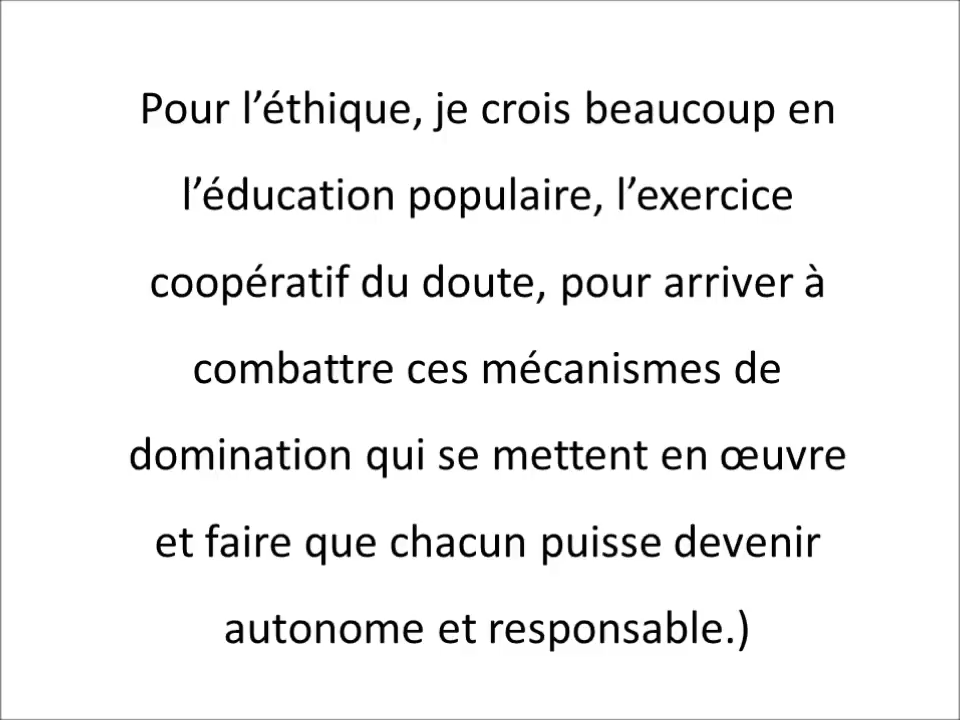 Pour l’éthique, je crois beaucoup en
l’éducation populaire, l’exercice
coopératif du doute, pour arriver à
combattre ces mécanismes de
domination qui se mettent en œuvre
et faire que chacun puisse devenir
autonome et responsable.)